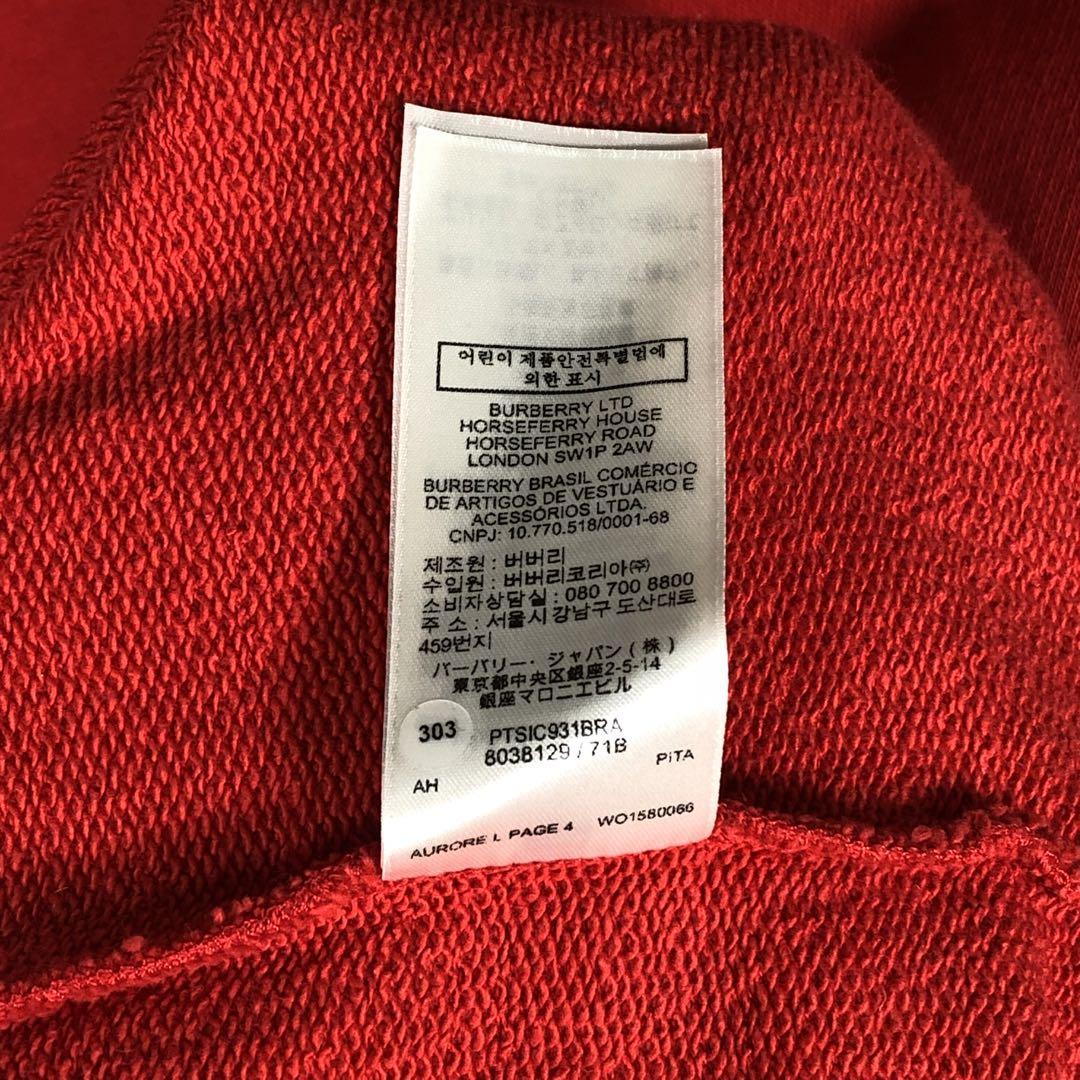 어린이 제품안전특별법에
의한 표시
BURBERRY LTD
HORSEFERRY HOUSE
HORSEFERRY ROAD
LONDON SW1P 2AW
BURBERRY BRASIL COMÉRCIO
DE ARTIGOS DE VESTUÁRIO E
ACESSÓRIOS LTDA.
CNPJ: 10.770.518/0001-68
제조원 : 버버리
수입원 : 버버리코리아㈜
소비자상담실 : 080 700 8800
주 소 : 서울시 강남구 도산대로
459번지
バーバリー・ジャパン(株)
東京都中央区銀座2-5-14
銀座マロニエビル
303 PTSIC931BRA
8038129 / 71B
AH PITA
AURORE L PAGE 4 WO1580066